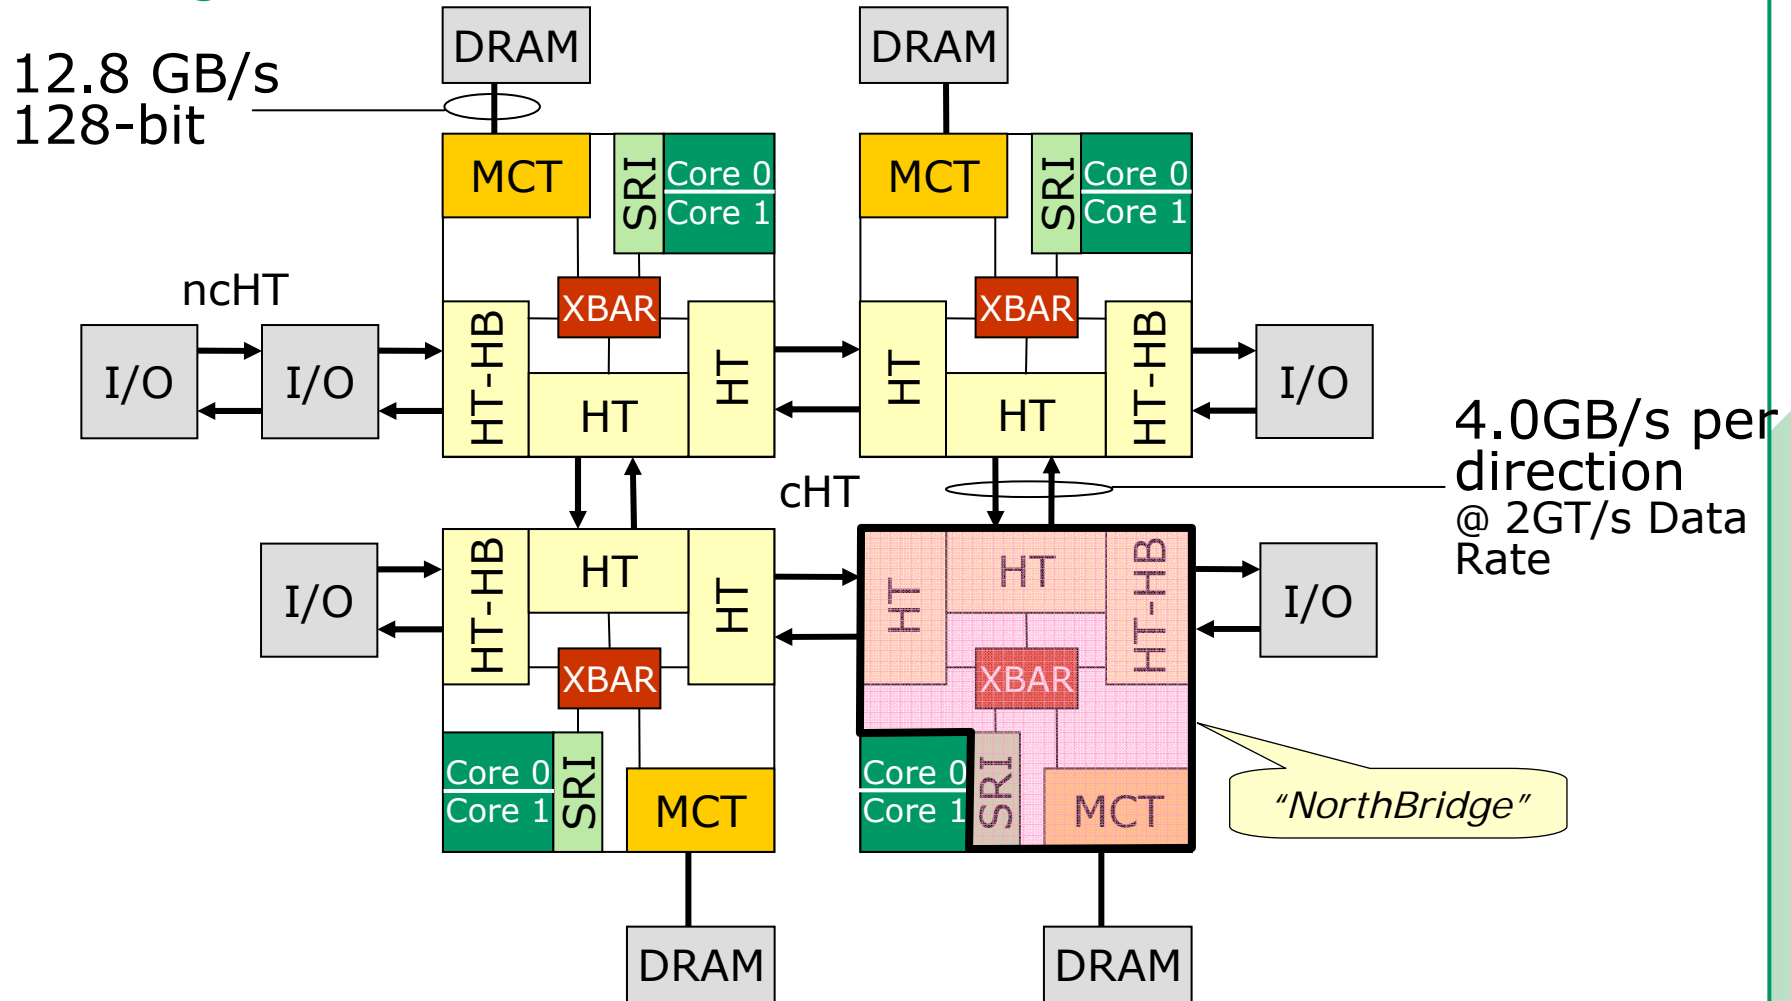 DRAM
DRAM
12.8 GB/s
128-bit
MCT
SRI
Core 0
Core 1
MCT
SRI
Core 0
Core 1
ncHT
XBAR
XBAR
I/O
I/O
HT-HB
HT
HT
HT
HT
HT-HB
I/O
4.0GB/s per
direction
@ 2GT/s Data
Rate
cHT
I/O
HT-HB
HT
HT
HT
HT
HT-HB
I/O
XBAR
XBAR
Core 0
Core 1
SRI
MCT
Core 0
Core 1
SRI
MCT
“NorthBridge”
DRAM
DRAM